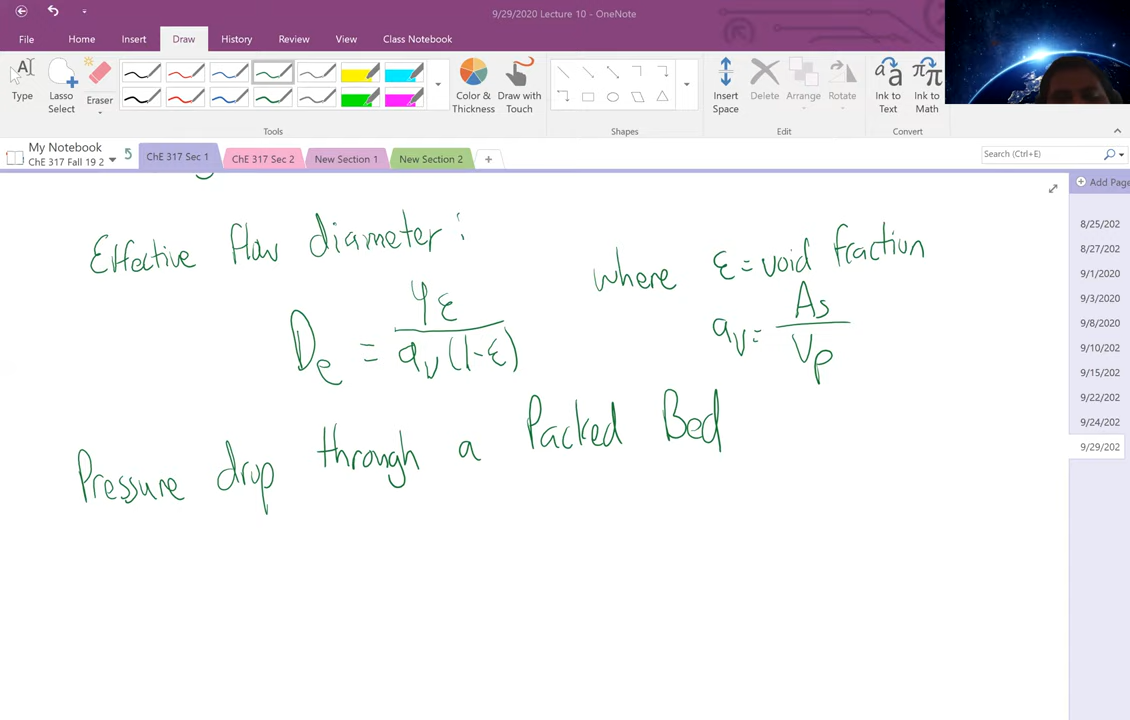 9/29/2020 Lecture 10 - OneNote
File Home Insert Draw History Review View Class Notebook
Type Lasso Select Eraser Color & Thickness Draw with Touch Insert Space Delete Arrange Rotate Ink to Text Ink to Math
Tools Shapes Edit Convert
My Notebook
ChE 317 Fall 19 2
ChE 317 Sec 1 ChE 317 Sec 2 New Section 1 New Section 2 +
Search (Ctrl+E)
Add Page
8/25/202
8/27/202
9/1/2020
9/3/2020
9/8/2020
9/10/202
9/15/202
9/22/202
9/24/202
9/29/202
Effective flow diameter:
where ε = void fraction
De = 4ε / av(1-ε)
av = As / Vp
Pressure drop through a Packed Bed